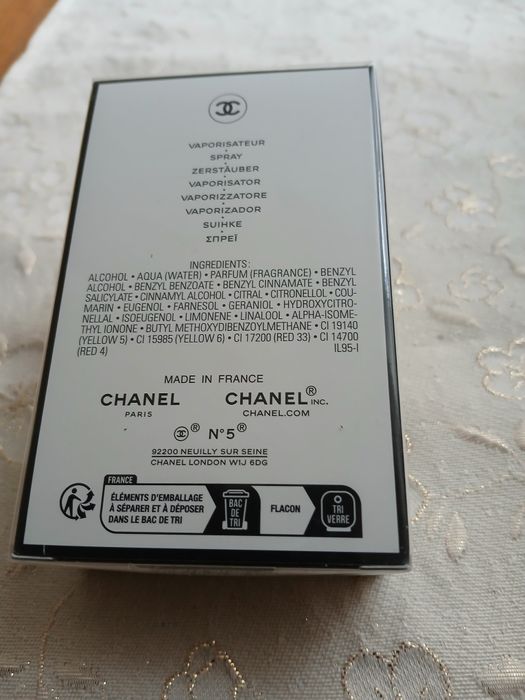 VAPORISATEUR
SPRAY
ZERSTÄUBER
VAPORISATOR
VAPORIZZATORE
VAPORIZADOR
SUIHKE
ΣΠΡΕΪ
INGREDIENTS:
ALCOHOL • AQUA (WATER) • PARFUM (FRAGRANCE) • BENZYL
ALCOHOL • BENZYL BENZOATE • BENZYL CINNAMATE • BENZYL
SALICYLATE • CINNAMYL ALCOHOL • CITRAL • CITRONELLOL • COU-
MARIN • EUGENOL • FARNESOL • GERANIOL • HYDROXYCITRO-
NELLAL • ISOEUGENOL • LIMONENE • LINALOOL • ALPHA-ISOME-
THYL IONONE • BUTYL METHOXYDIBENZOYLMETHANE • CI 19140
(YELLOW 5) • CI 15985 (YELLOW 6) • CI 17200 (RED 33) • CI 14700
(RED 4) IL95-I
MADE IN FRANCE
CHANEL CHANEL® INC.
PARIS CHANEL.COM
® N°5®
92200 NEUILLY SUR SEINE
CHANEL LONDON W1J 6DG
FRANCE
ÉLÉMENTS D'EMBALLAGE
À SÉPARER ET À DÉPOSER
DANS LE BAC DE TRI
BAC
DE
TRI
FLACON
TRI
VERRE